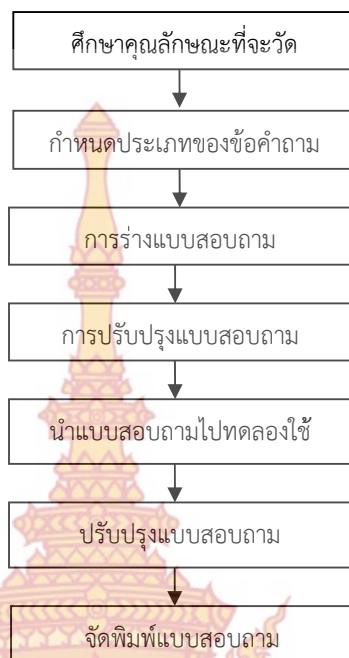 ศึกษาคุณลักษณะที่จะวัด
กำหนดประเภทของข้อคำถาม
การร่างแบบสอบถาม
การปรับปรุงแบบสอบถาม
นำแบบสอบถามไปทดลองใช้
ปรับปรุงแบบสอบถาม
จัดพิมพ์แบบสอบถาม